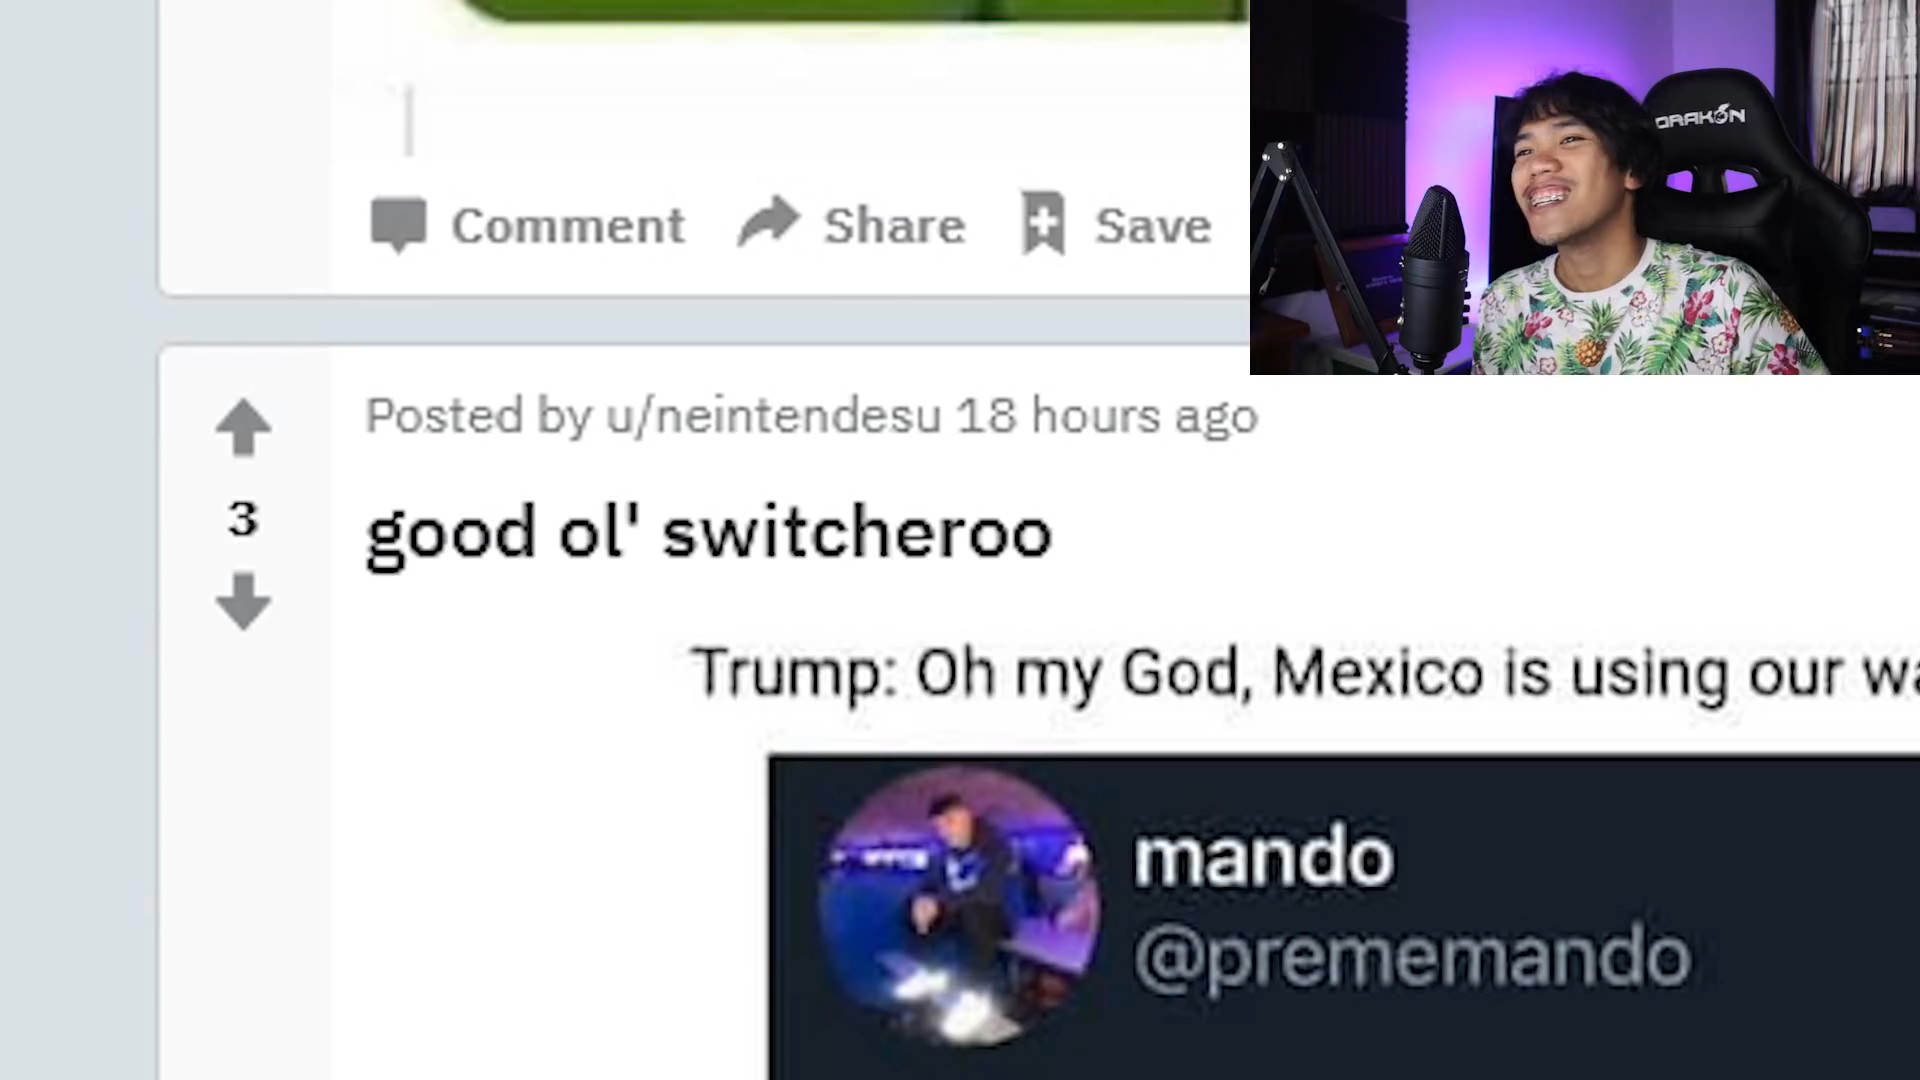 Comment Share Save
DRAKON
Posted by u/neintendesu 18 hours ago
3
good ol' switcheroo
Trump: Oh my God, Mexico is using our
mando
@prememando